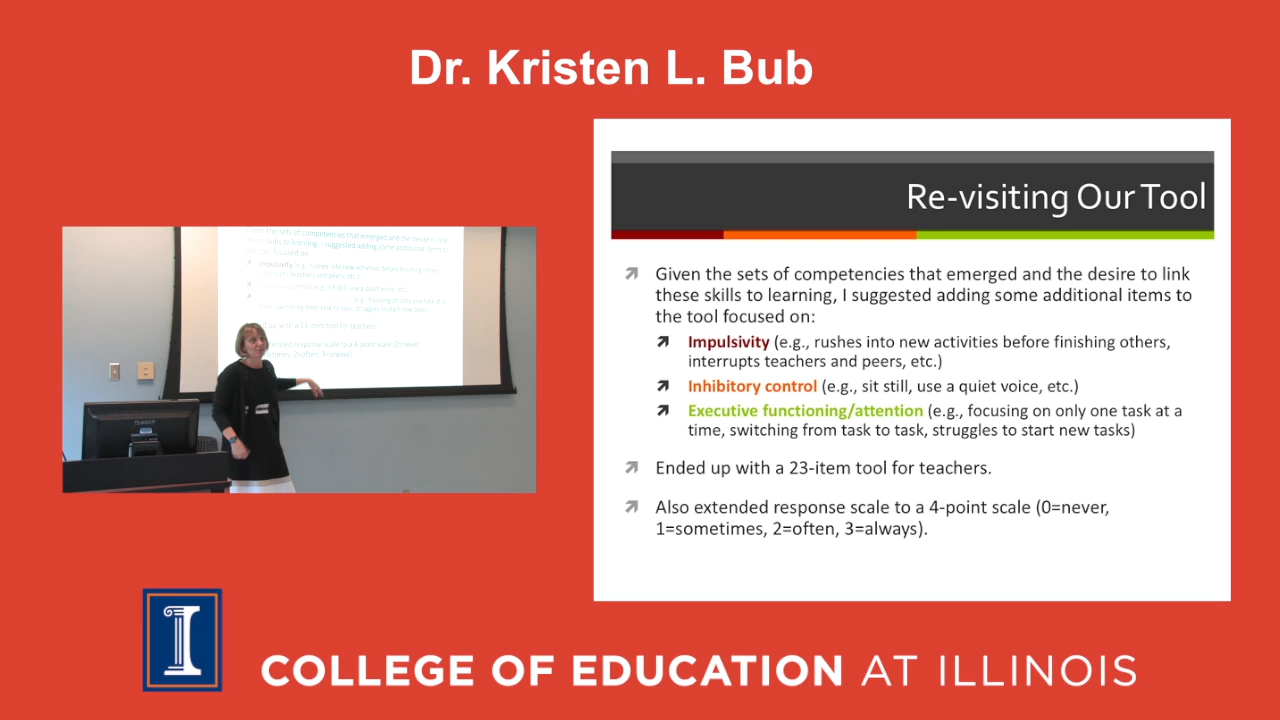 Dr. Kristen L. Bub
Re-visiting Our Tool
Given the sets of competencies that emerged and the desire to link
these skills to learning, I suggested adding some additional items to
the tool focused on:
Impulsivity (e.g., rushes into new activities before finishing others,
interrupts teachers and peers, etc.)
Inhibitory control (e.g., sit still, use a quiet voice, etc.)
Executive functioning/attention (e.g., focusing on only one task at a
time, switching from task to task, struggles to start new tasks)
Ended up with a 23-item tool for teachers.
Also extended response scale to a 4-point scale (0=never,
1=sometimes, 2=often, 3=always).
I
COLLEGE OF EDUCATION AT ILLINOIS